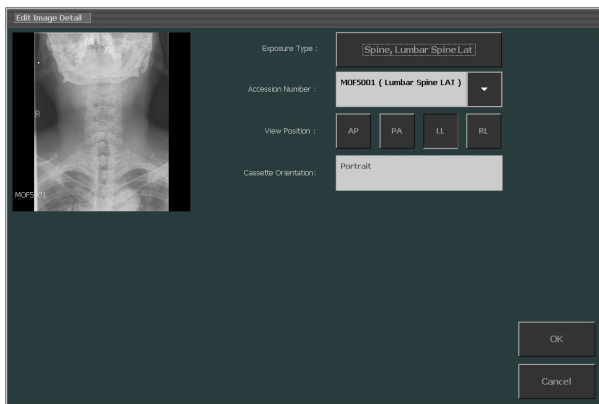 Edit Image Detail
Exposure Type :
Spine, Lumbar Spine Lat
Accession Number :
MOF5001 ( Lumbar Spine LAT )
R
View Position :
AP
PA
LL
RL
Cassette Orientation:
Portrait
MOF5001
OK
Cancel